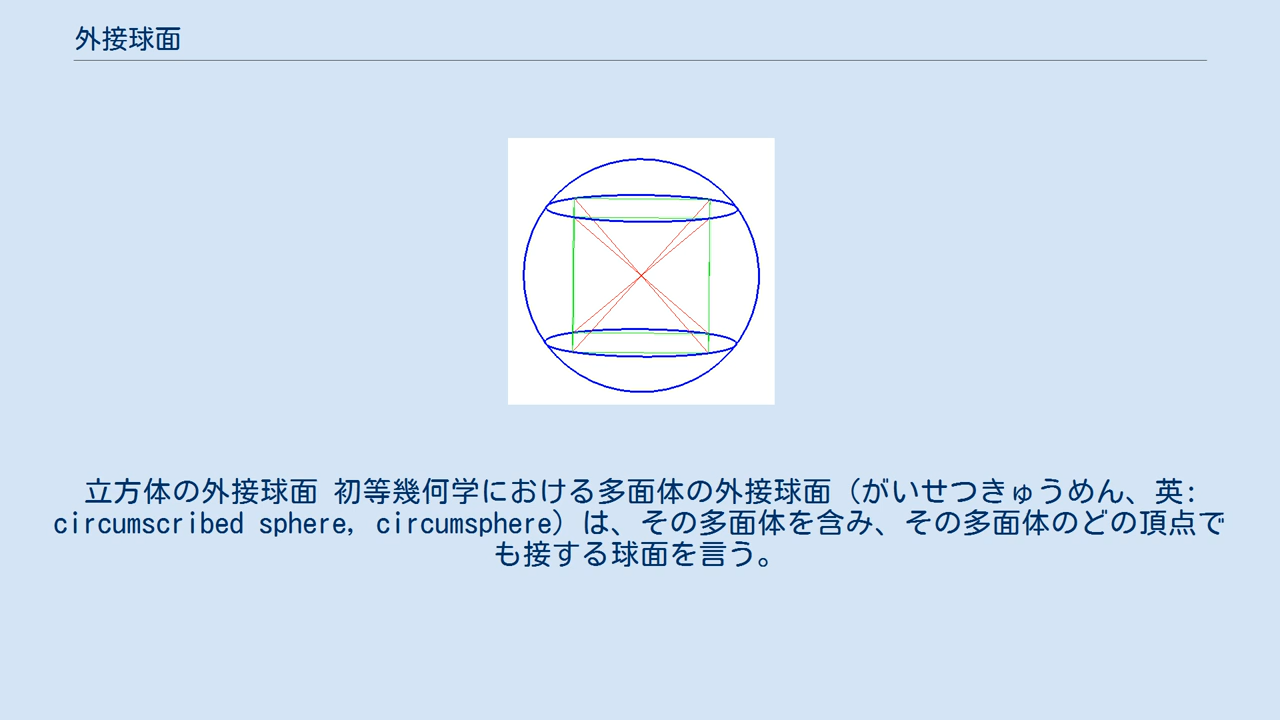 外接球面
立方体の外接球面 初等幾何学における多面体の外接球面（がいせつきゅうめん、英:
circumscribed sphere, circumsphere）は、その多面体を含み、その多面体のどの頂点で
も接する球面を言う。